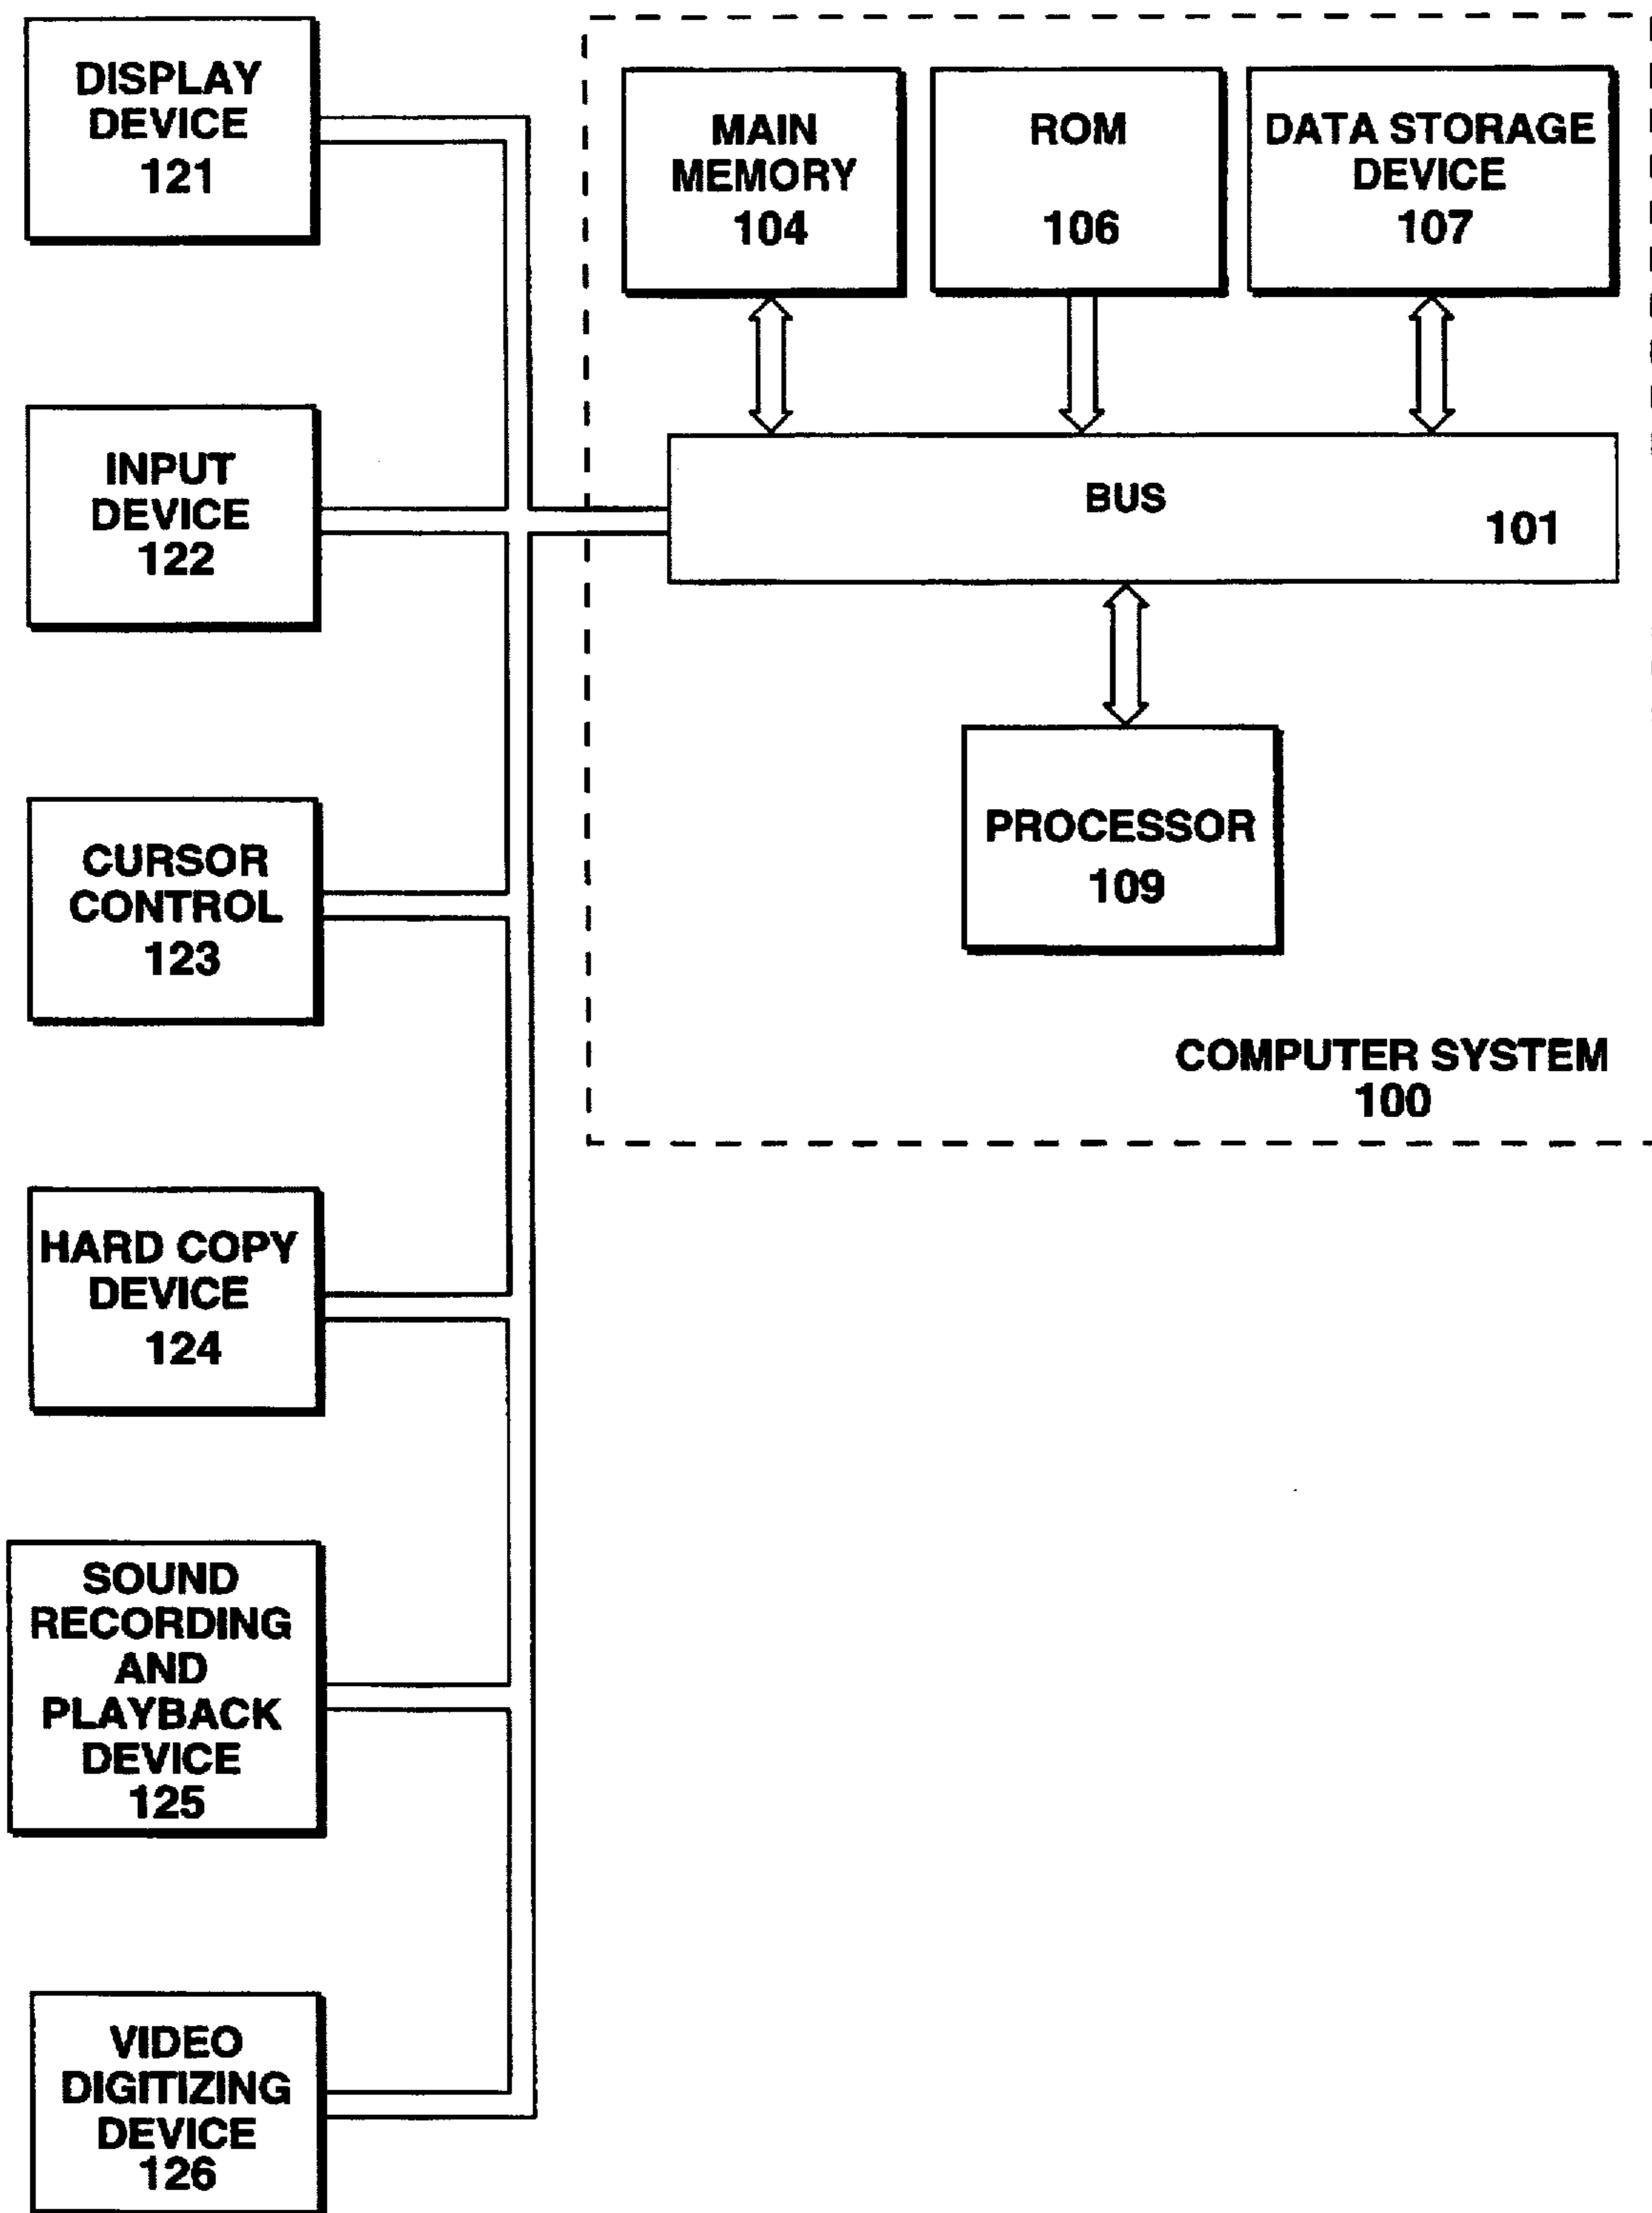 DISPLAY
DEVICE
121
MAIN
MEMORY
104
ROM
106
DATA STORAGE
DEVICE
107
INPUT
DEVICE
122
BUS
101
CURSOR
CONTROL
123
PROCESSOR
109
COMPUTER SYSTEM
100
HARD COPY
DEVICE
124
SOUND
RECORDING
AND
PLAYBACK
DEVICE
125
VIDEO
DIGITIZING
DEVICE
126